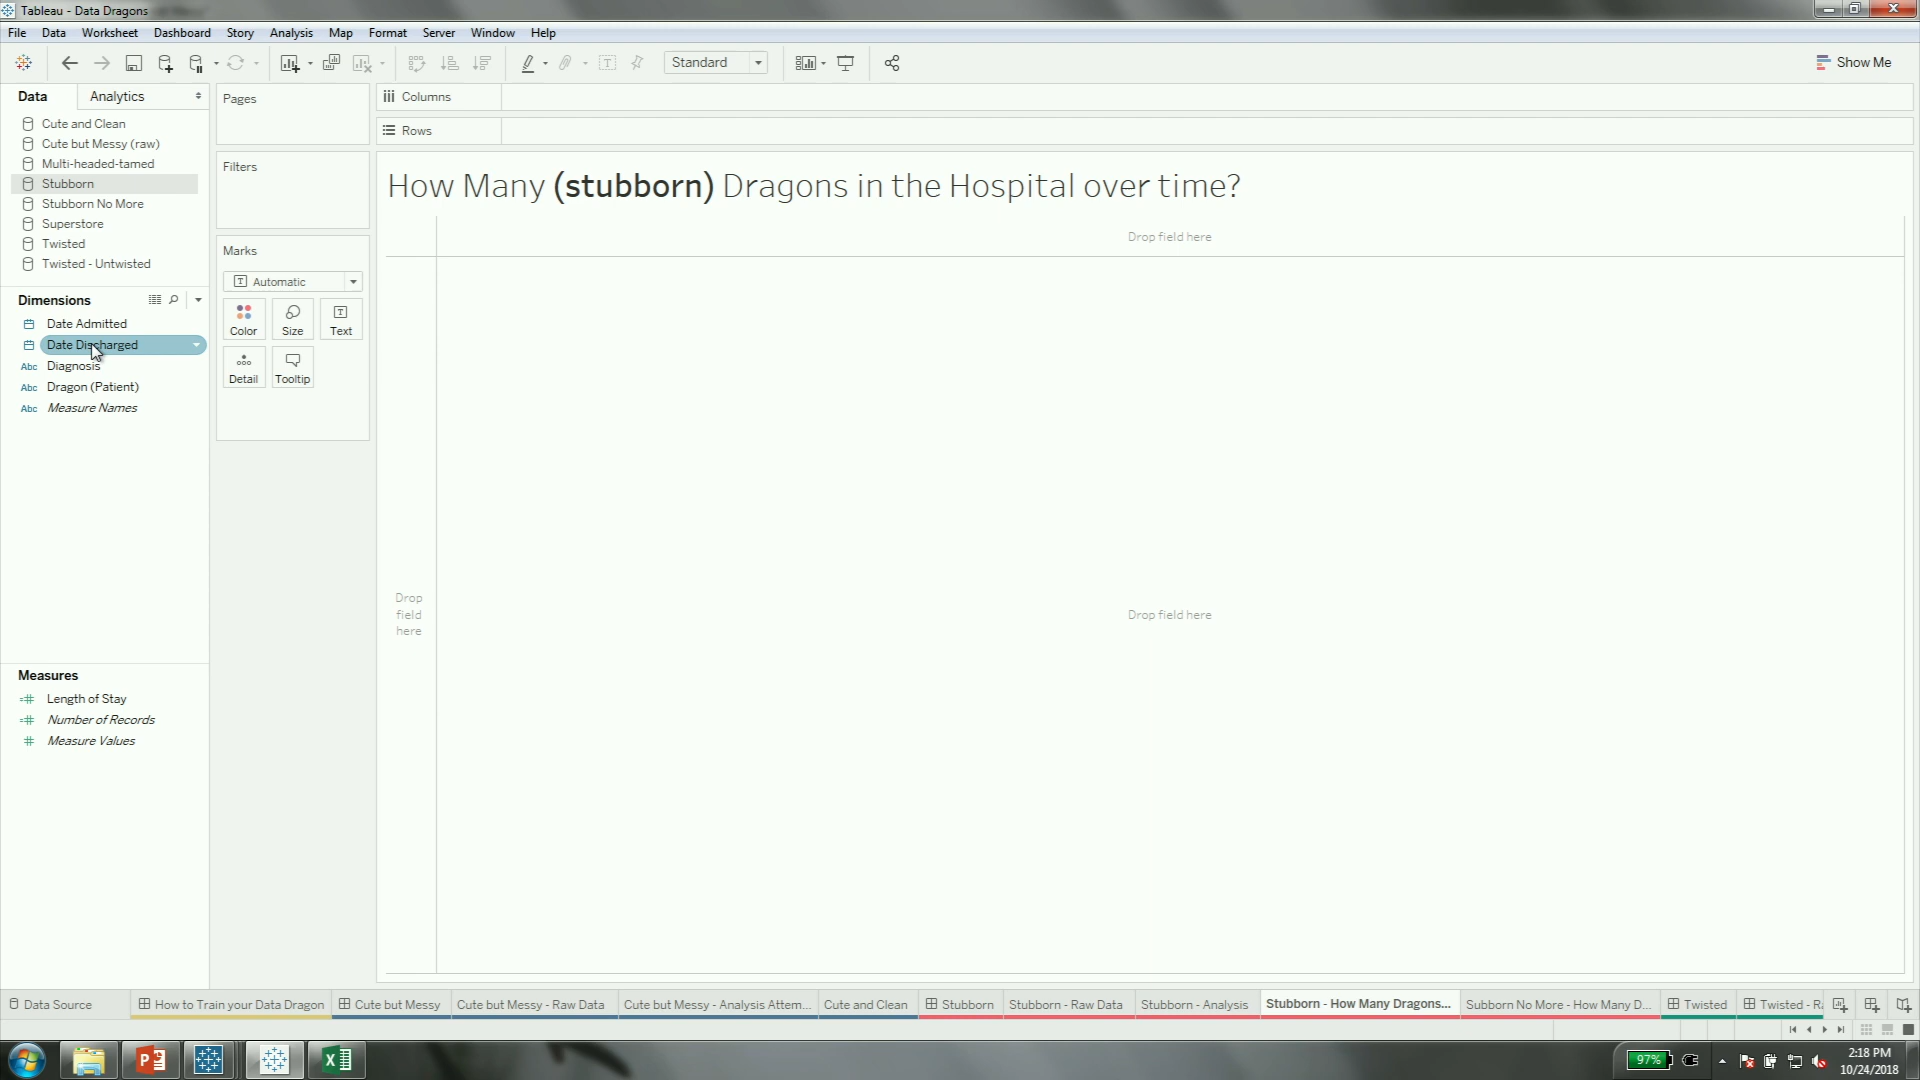 Tableau - Data Dragons
File Data Worksheet Dashboard Story Analysis Map Format Server Window Help
Standard
Show Me
Data Analytics
Pages
Columns
Rows
Cute and Clean
Cute but Messy (raw)
Multi-headed-tamed
Stubborn
Stubborn No More
Superstore
Twisted
Twisted - Untwisted
Filters
How Many (stubborn) Dragons in the Hospital over time?
Drop field here
Marks
Automatic
Color Size Text
Detail Tooltip
Dimensions
Date Admitted
Date Discharged
Abc Diagnosis
Abc Dragon (Patient)
Abc Measure Names
Drop
field
here
Drop field here
Measures
Length of Stay
Number of Records
Measure Values
Data Source How to Train your Data Dragon Cute but Messy Cute but Messy - Raw Data Cute but Messy - Analysis Attem... Cute and Clean Stubborn Stubborn - Raw Data Stubborn - Analysis Stubborn - How Many Dragons... Subborn No More - How Many D... Twisted Twisted - Ra
97%
2:18 PM
10/24/2018